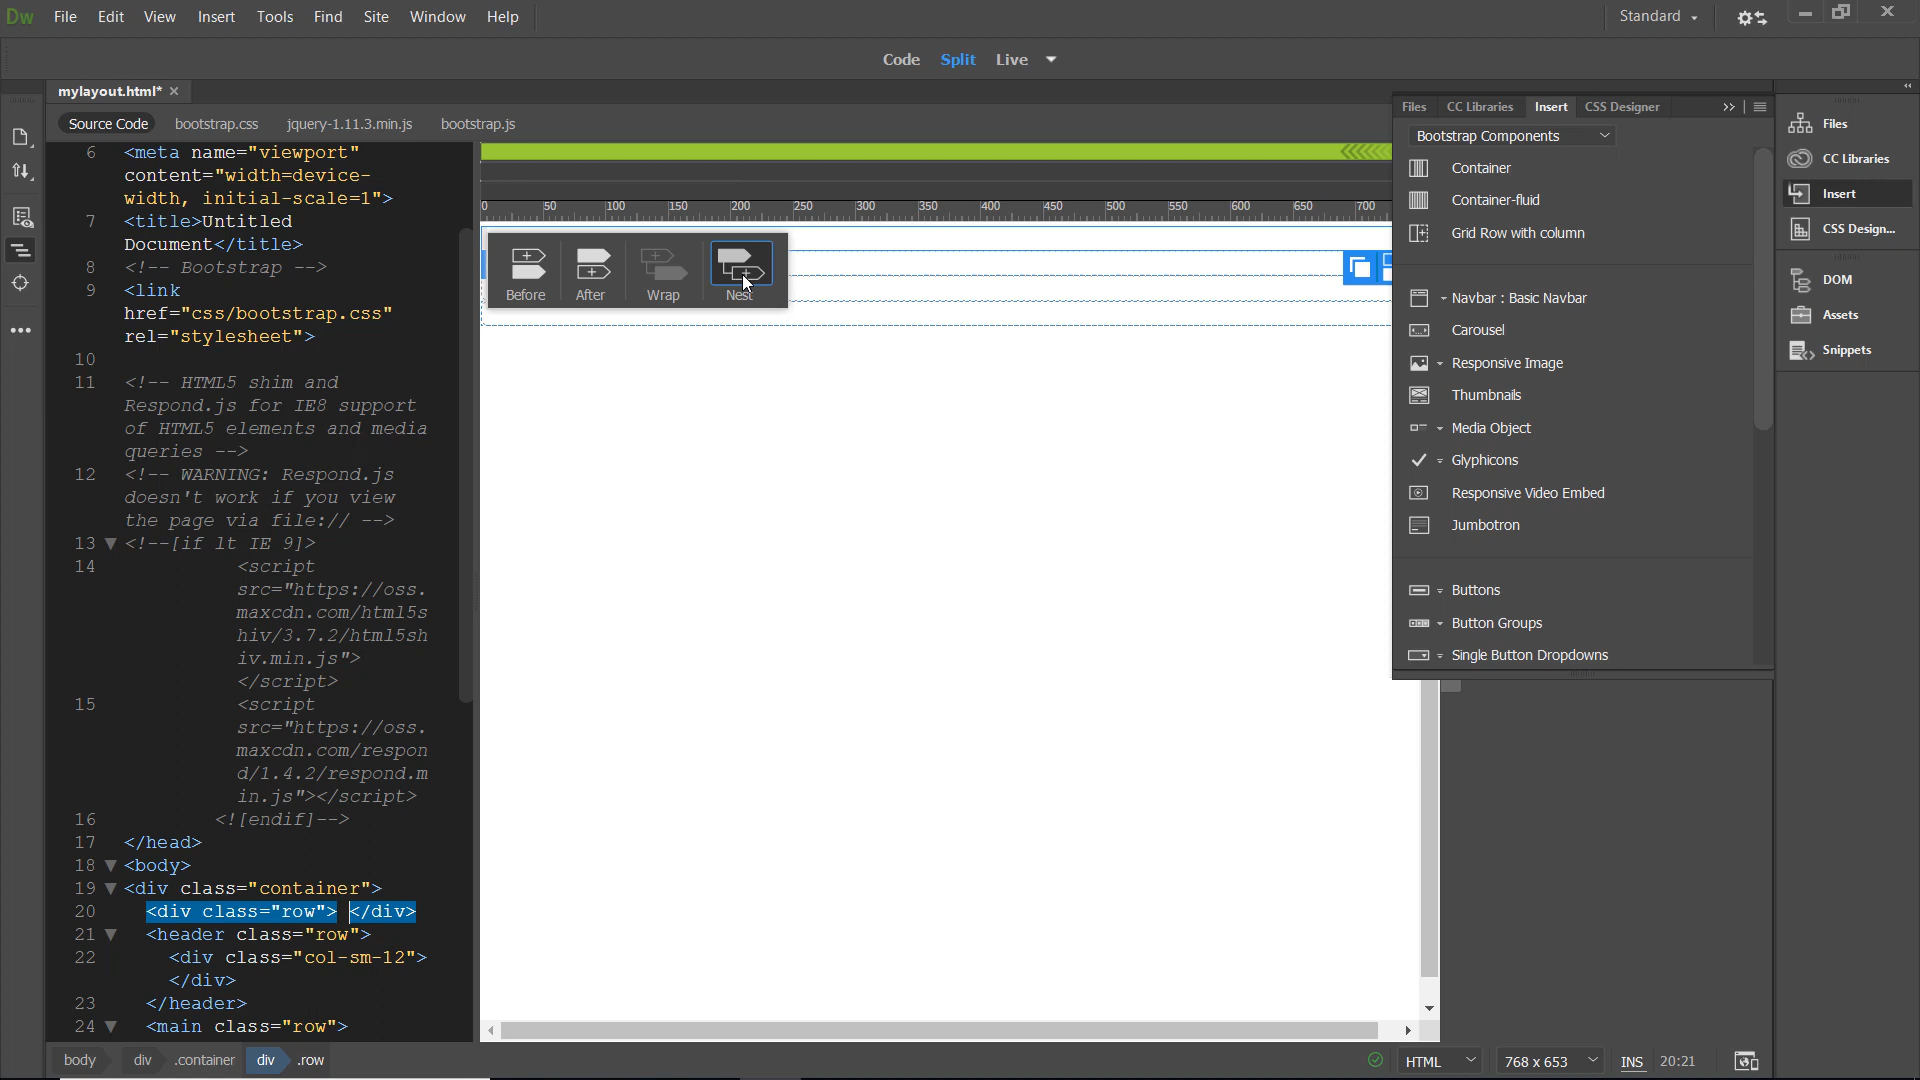 Dw File Edit View Insert Tools Find Site Window Help Standard
Code Split Live
mylayout.html*
Source Code bootstrap.css jquery-1.11.3.min.js bootstrap.js
6 <meta name="viewport"
content="width=device-
width, initial-scale=1">
7 <title>Untitled
Document</title>
8 <!-- Bootstrap -->
9 <link
href="css/bootstrap.css"
rel="stylesheet">
10
11 <!-- HTML5 shim and
Respond.js for IE8 support
of HTML5 elements and media
queries -->
12 <!-- WARNING: Respond.js
doesn't work if you view
the page via file:// -->
13 <!--[if lt IE 9]>
14 <script
src="https://oss.
maxcdn.com/html5s
hiv/3.7.2/html5sh
iv.min.js">
</script>
15 <script
src="https://oss.
maxcdn.com/respon
d/1.4.2/respond.m
in.js"></script>
16 <![endif]-->
17 </head>
18 <body>
19 <div class="container">
20 <div class="row"> </div>
21 <header class="row">
22 <div class="col-sm-12">
</div>
23 </header>
24 <main class="row">
0 50 100 150 200 250 300 350 400 450 500 550 600 650 700
Before After Wrap Nest
Files CC Libraries Insert CSS Designer
Bootstrap Components
Container
Container-fluid
Grid Row with column
Navbar : Basic Navbar
Carousel
Responsive Image
Thumbnails
Media Object
Glyphicons
Responsive Video Embed
Jumbotron
Buttons
Button Groups
Single Button Dropdowns
Files
CC Libraries
Insert
CSS Design...
DOM
Assets
Snippets
body div .container div .row
HTML 768 x 653 INS 20:21